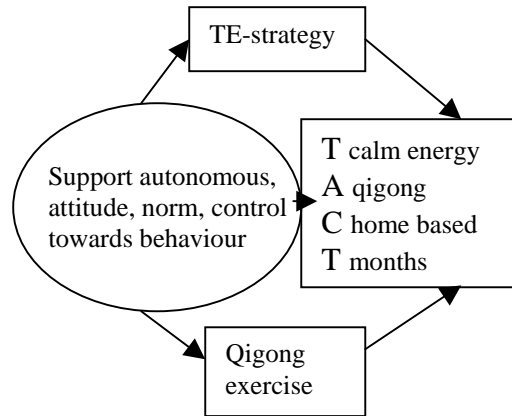 TE-strategy
Support autonomous,
attitude, norm, control
towards behaviour
T calm energy
A qigong
C home based
T months
Qigong
exercise